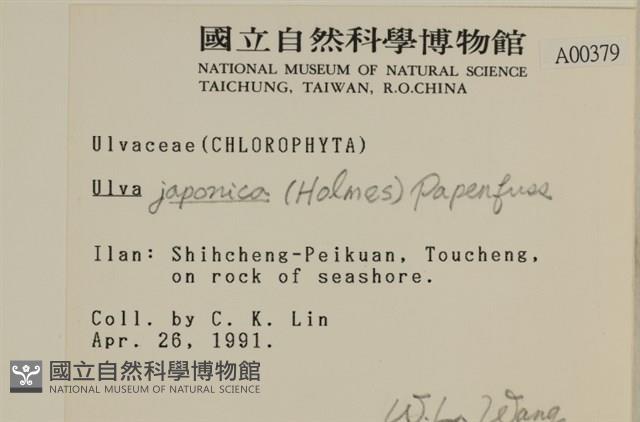 國立自然科學博物館
A00379
NATIONAL MUSEUM OF NATURAL SCIENCE
TAICHUNG, TAIWAN, R.O.CHINA
Ulvaceae(CHLOROPHYTA)
Ulva japonica (Holmes) Papenfuss
Ilan: Shihcheng-Peikuan, Toucheng,
on rock of seashore.
Coll. by C. K. Lin
Apr. 26, 1991.
國立自然科學博物館
NATIONAL MUSEUM OF NATURAL SCIENCE
W. L. Wang